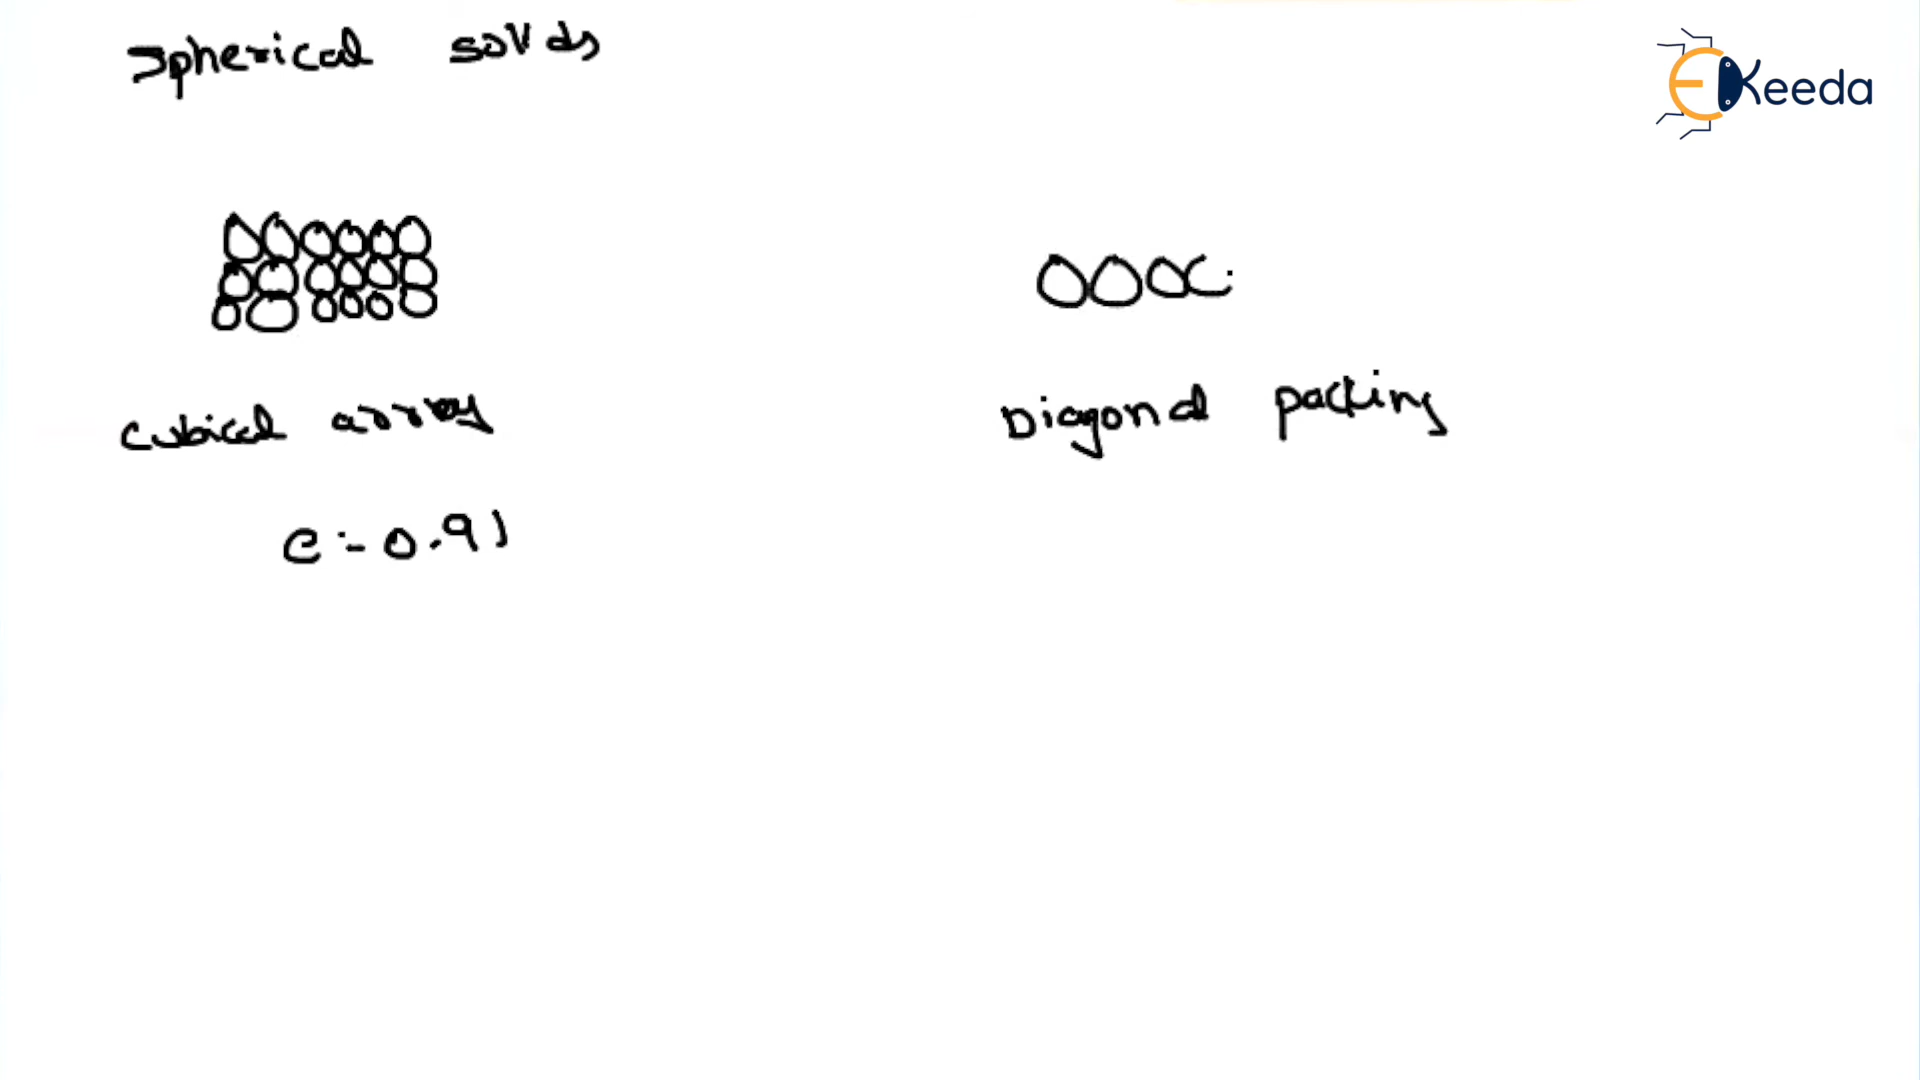 Spherical solids
EKeeda
cubical array
Diagonal packing
e = 0.91